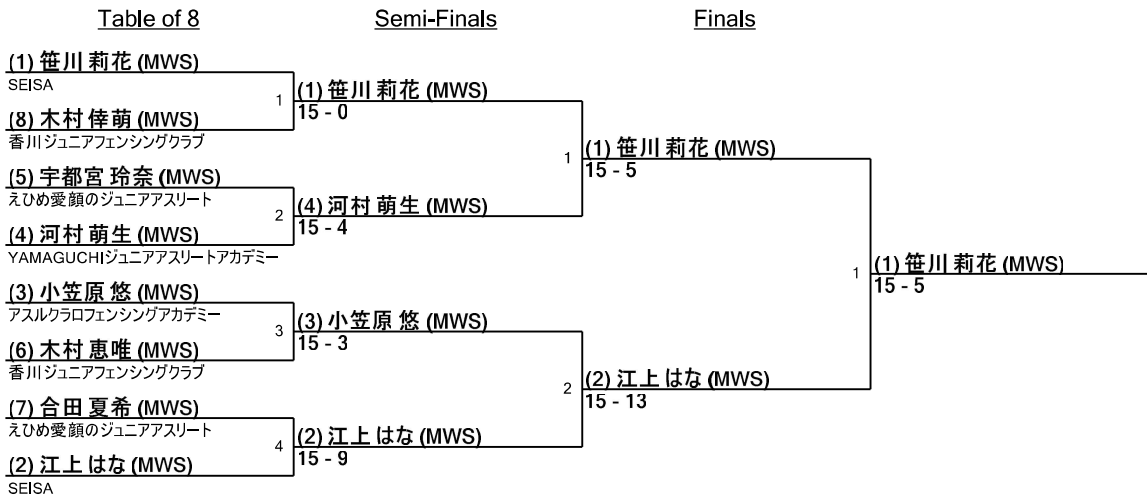 Table of 8
Semi-Finals
Finals
(1) 笹川 莉花 (MWS)
SEISA
1
(1) 笹川 莉花 (MWS)
15 - 0
(8) 木村 倖萌 (MWS)
香川ジュニアフェンシングクラブ
1
(1) 笹川 莉花 (MWS)
15 - 5
(5) 宇都宮 玲奈 (MWS)
えひめ愛顔のジュニアアスリート
2
(4) 河村 萌生 (MWS)
15 - 4
(4) 河村 萌生 (MWS)
YAMAGUCHIジュニアアスリートアカデミー
1
(1) 笹川 莉花 (MWS)
15 - 5
(3) 小笠原 悠 (MWS)
アスルクラロフェンシングアカデミー
3
(3) 小笠原 悠 (MWS)
15 - 3
(6) 木村 恵唯 (MWS)
香川ジュニアフェンシングクラブ
2
(2) 江上 はな (MWS)
15 - 13
(7) 合田 夏希 (MWS)
えひめ愛顔のジュニアアスリート
4
(2) 江上 はな (MWS)
15 - 9
(2) 江上 はな (MWS)
SEISA